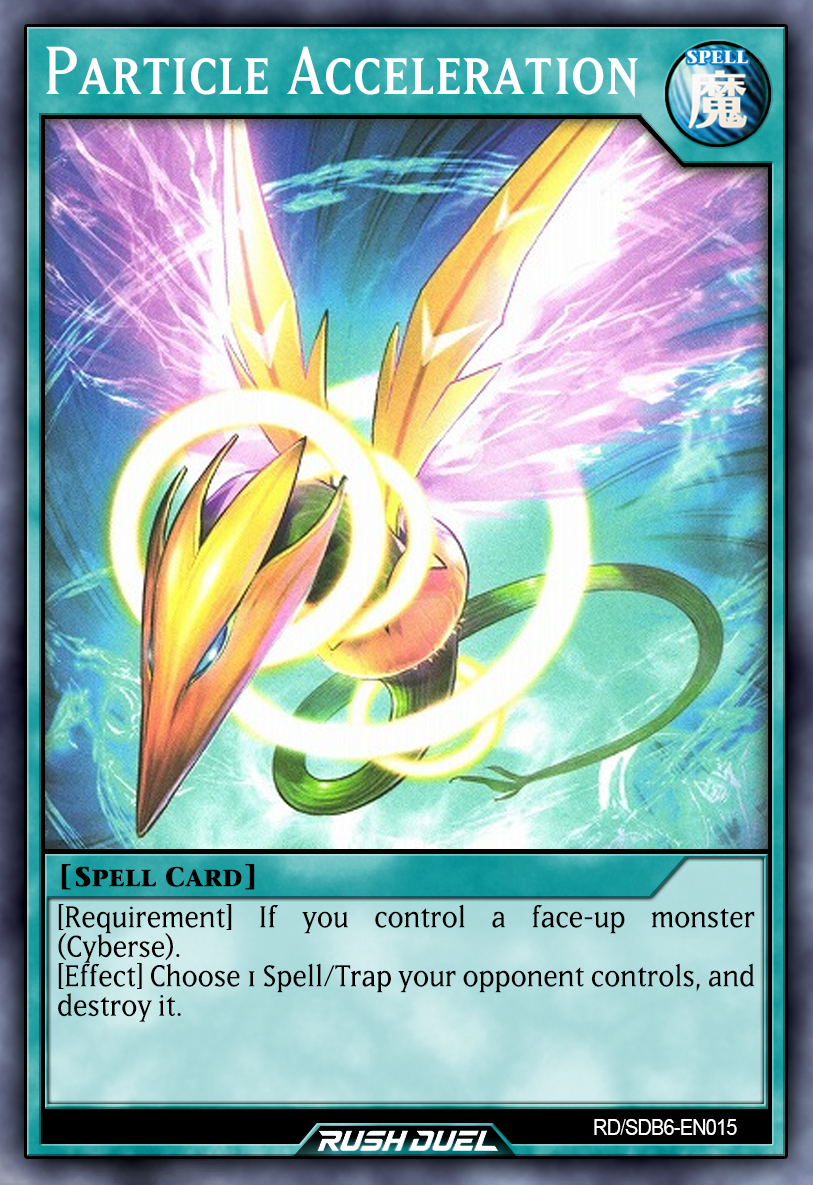 Particle Acceleration
SPELL
魔
[Spell Card]
[Requirement] If you control a face-up monster
(Cyberse).
[Effect] Choose 1 Spell/Trap your opponent controls, and
destroy it.
RUSH DUEL
RD/SDB6-EN015